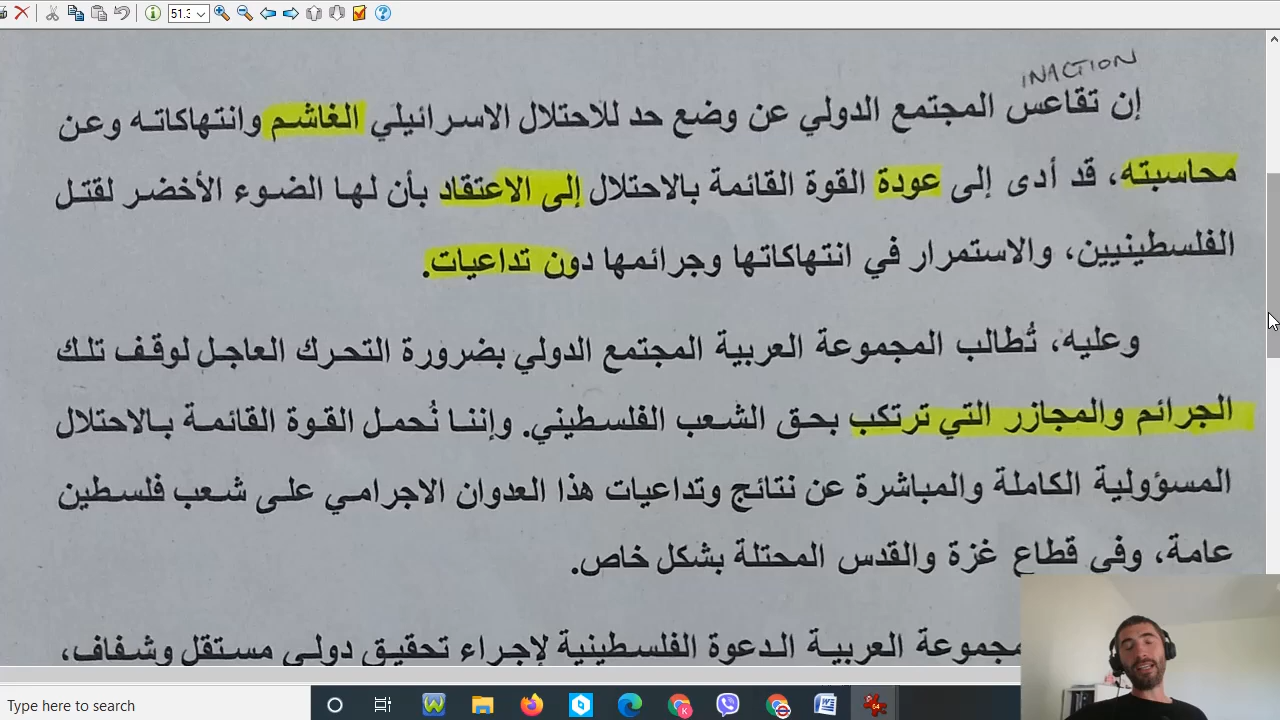 51.3
INACTION
إن تقاعس المجتمع الدولي عن وضع حد للاحتلال الاسرائيلي الغاشم وانتهاكاته وعن
محاسبته، قد أدى إلى عودة القوة القائمة بالاحتلال إلى الاعتقاد بأن لها الضوء الأخضر لقتل
الفلسطينيين، والاستمرار في انتهاكاتها وجرائمها دون تداعيات.
وعليه، تُطالب المجموعة العربية المجتمع الدولي بضرورة التحرك العاجل لوقف تلك
الجرائم والمجازر التي ترتكب بحق الشعب الفلسطيني. وإننا نُحمل القوة القائمة بالاحتلال
المسؤولية الكاملة والمباشرة عن نتائج وتداعيات هذا العدوان الاجرامي على شعب فلسطين
عامة، وفي قطاع غزة والقدس المحتلة بشكل خاص.
العربية الدعوة الفلسطينية لإجراء تحقيق دولي مستقل وشفاف،
Type here to search
K
64